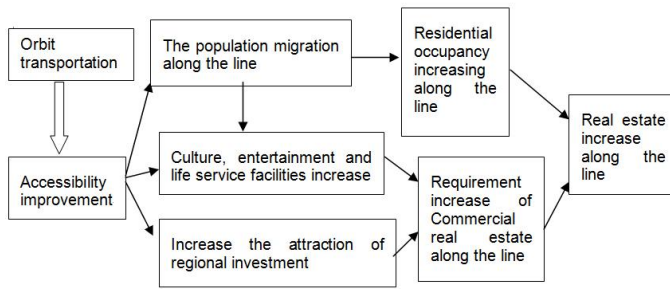 Orbit
transportation
The population migration
along the line
Residential
occupancy
increasing
along the
line
Real estate
increase
along the
line
Culture, entertainment and
life service facilities increase
Accessibility
improvement
Requirement
increase of
Commercial
real estate
along the line
Increase the attraction of
regional investment